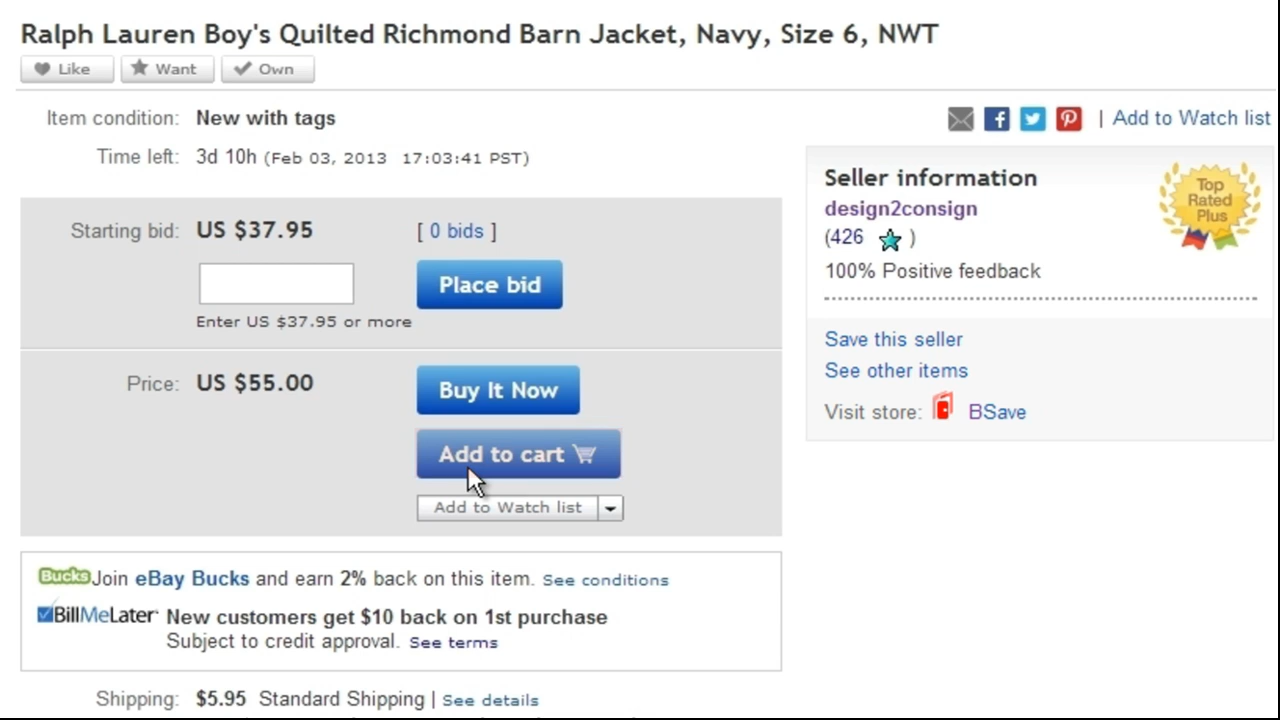 Ralph Lauren Boy's Quilted Richmond Barn Jacket, Navy, Size 6, NWT
Like Want Own
Item condition: New with tags
Time left: 3d 10h (Feb 03, 2013 17:03:41 PST)
| Add to Watch list
Starting bid: US $37.95 [ 0 bids ]
Place bid
Enter US $37.95 or more
Price: US $55.00 Buy It Now
Add to cart
Add to Watch list
Seller information
Top
Rated
Plus
design2consign
(426 )
100% Positive feedback
Save this seller
See other items
Visit store: BSave
Bucks Join eBay Bucks and earn 2% back on this item. See conditions
BillMeLater New customers get $10 back on 1st purchase
Subject to credit approval. See terms
Shipping: $5.95 Standard Shipping | See details